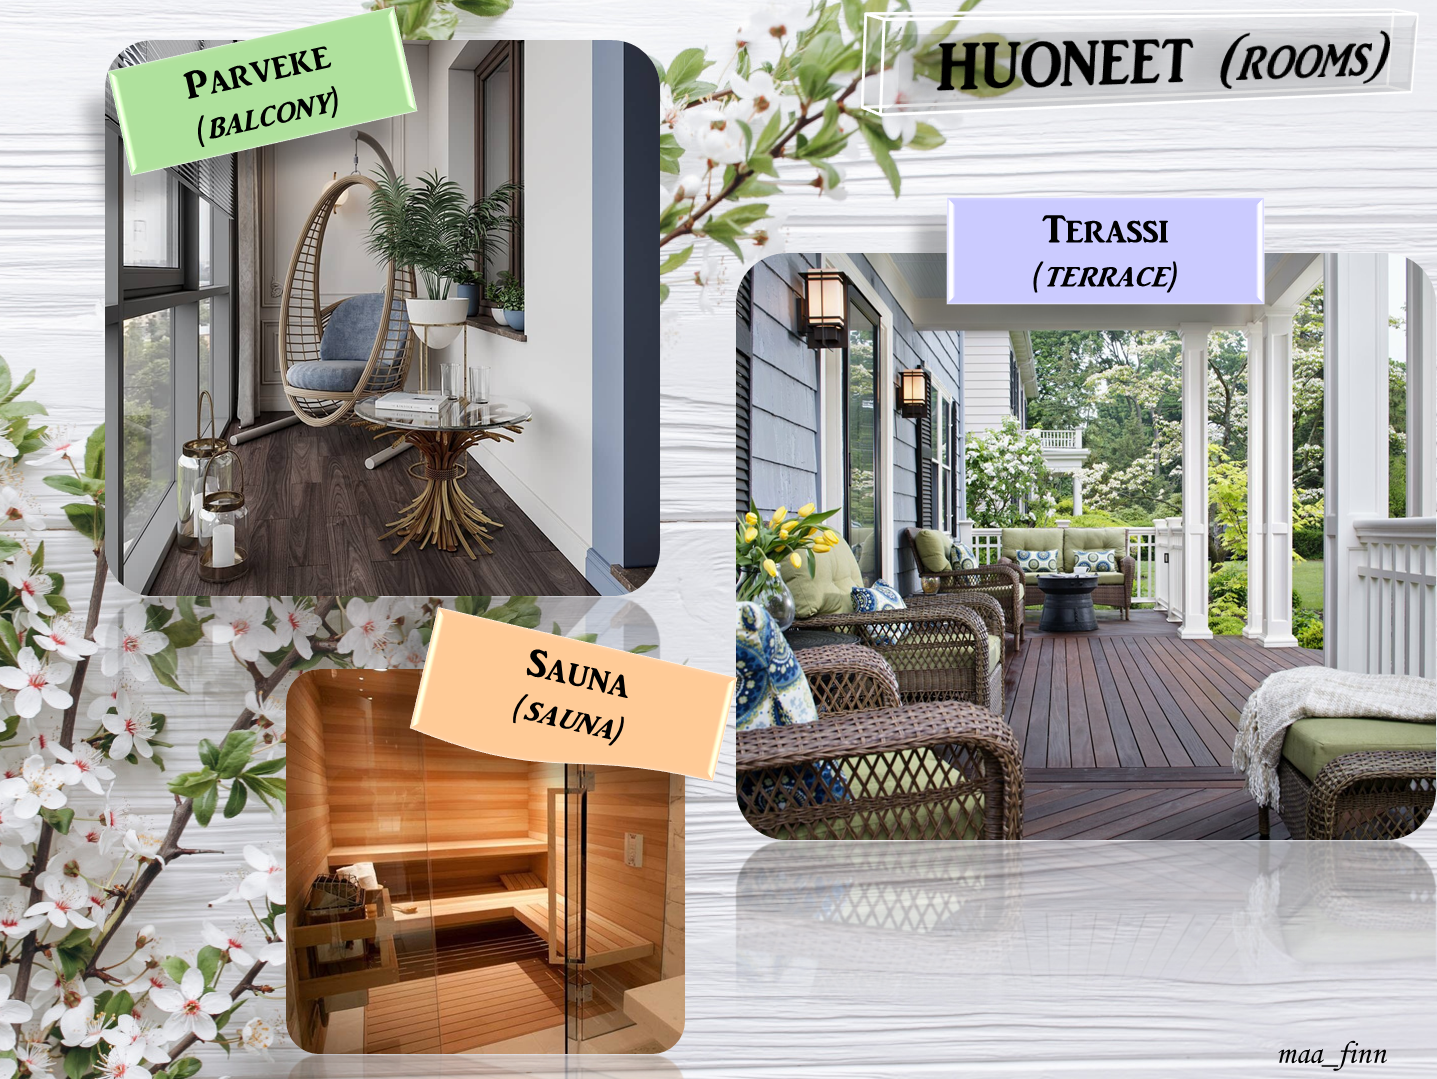 HUONEET (ROOMS)
PARVEKE
(BALCONY)
TERASSI
(TERRACE)
SAUNA
(SAUNA)
maa_finn